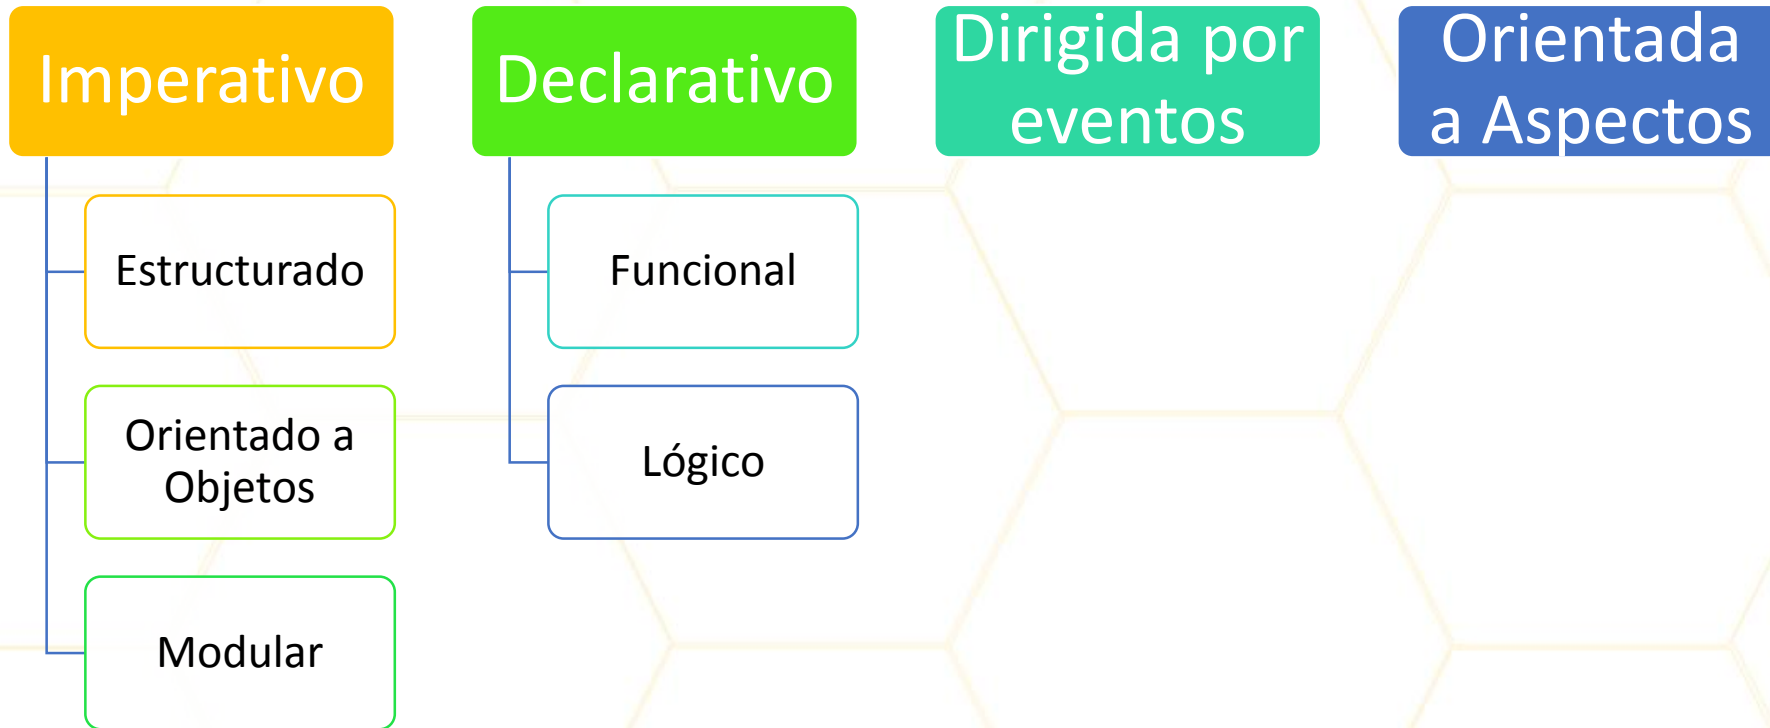 Imperativo
Estructurado
Orientado a
Objetos
Modular
Declarativo
Funcional
Lógico
Dirigida por
eventos
Orientada
a Aspectos